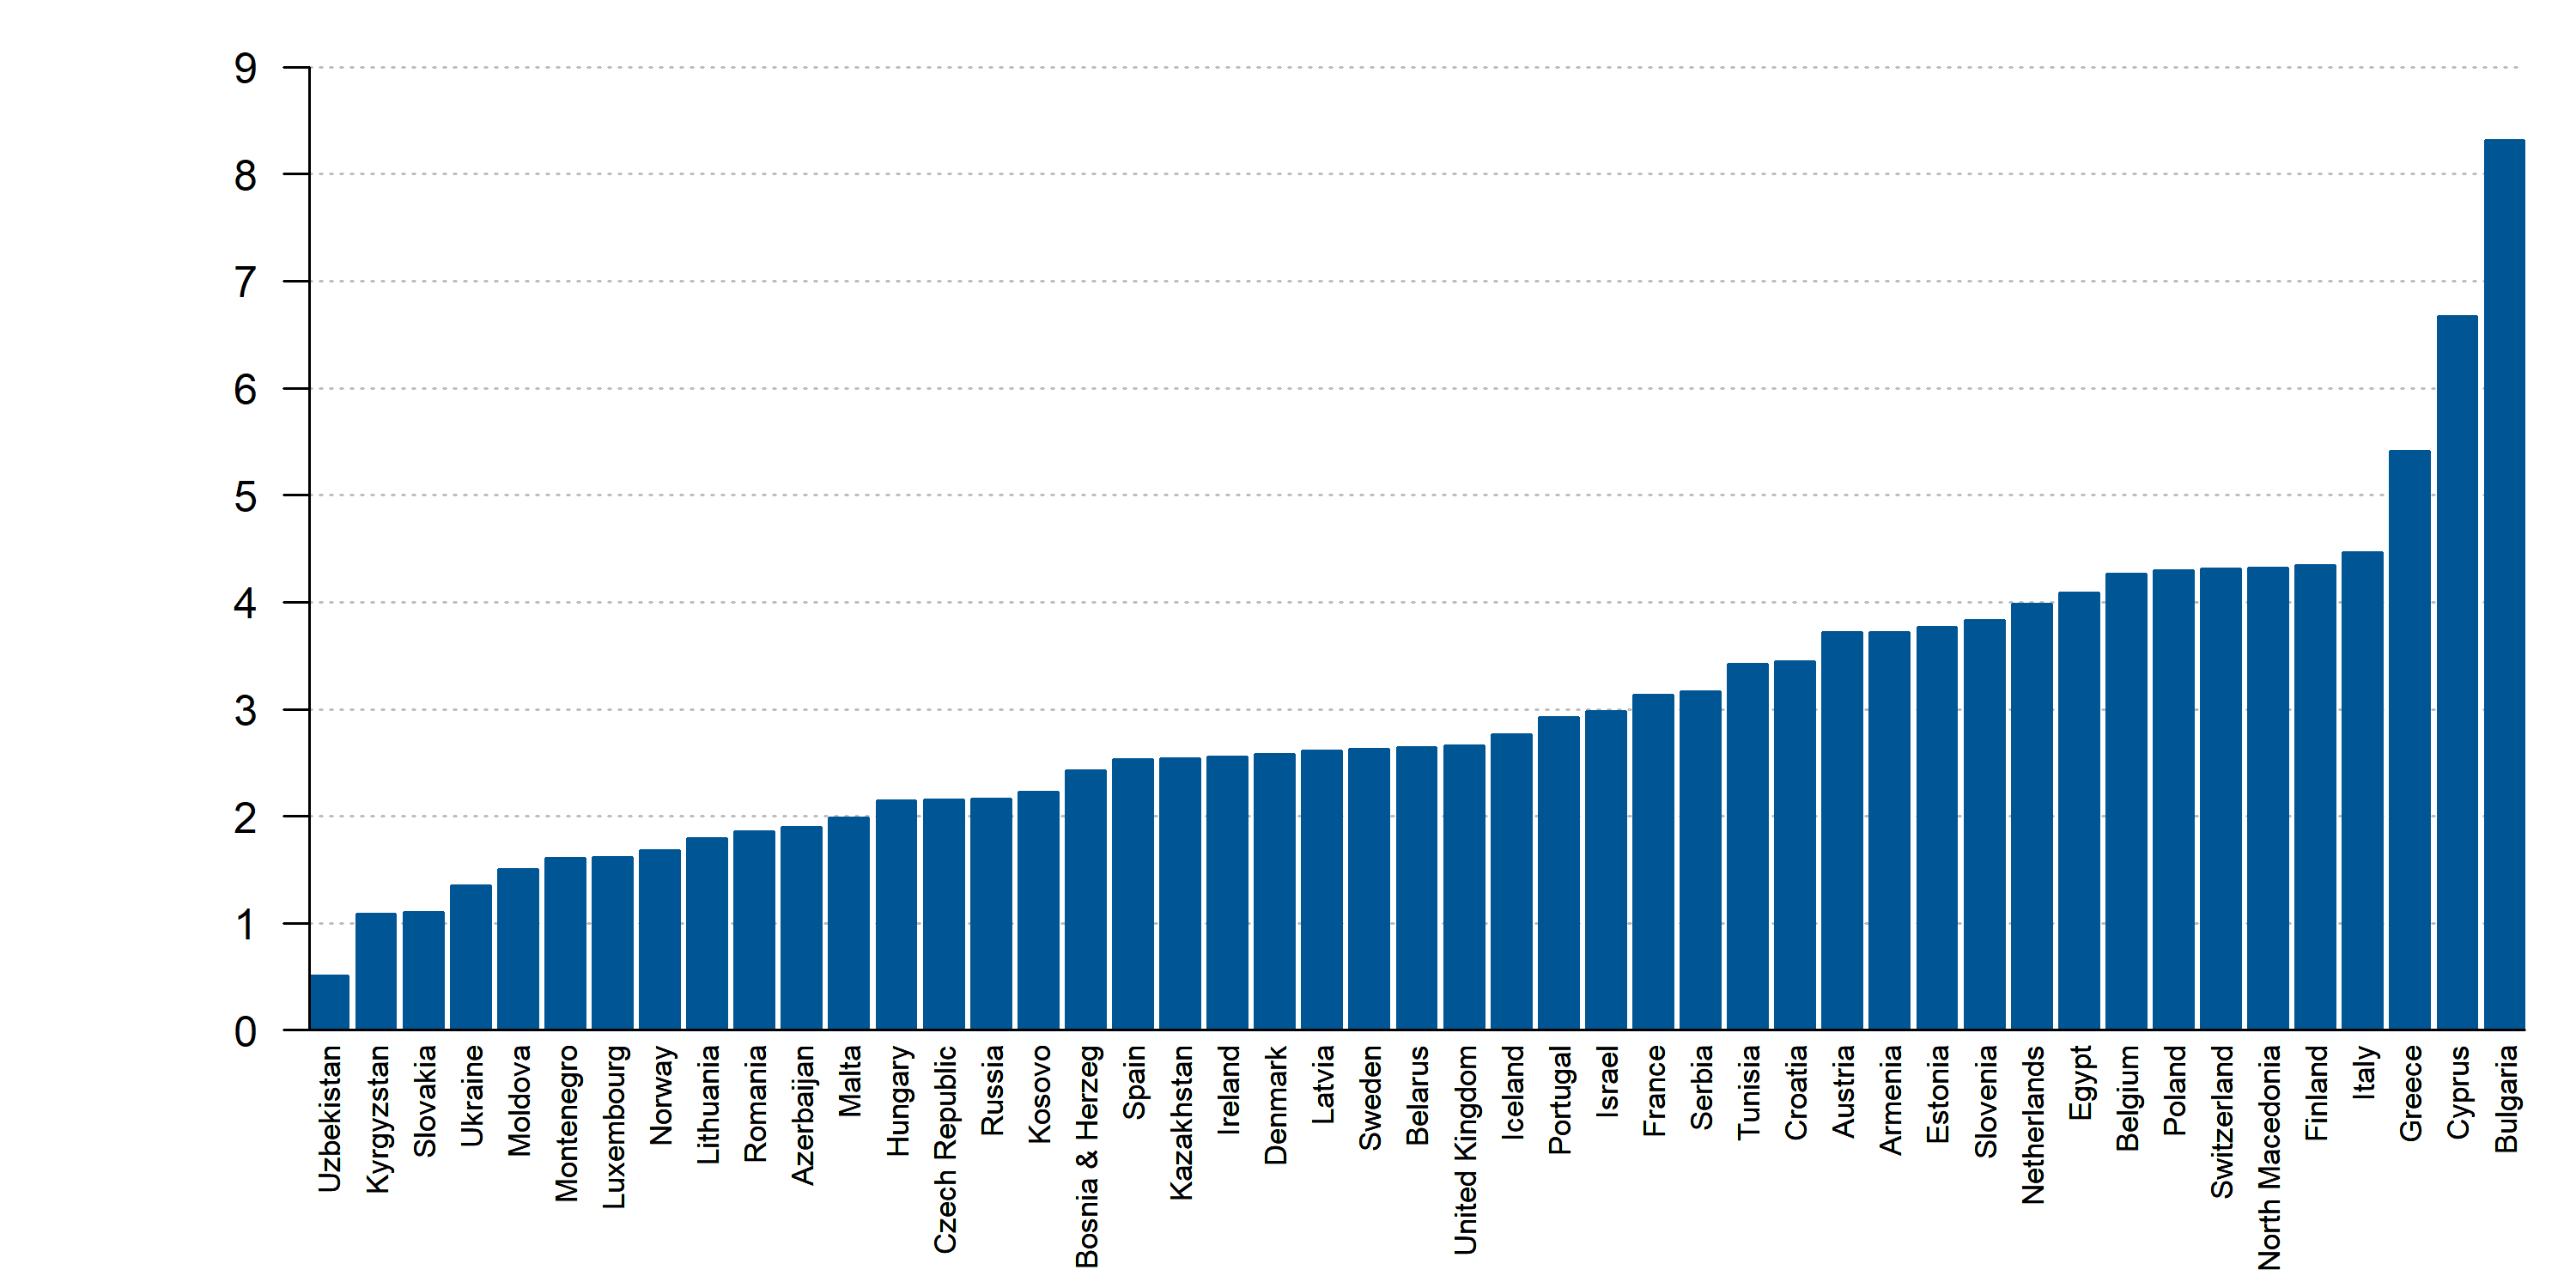 9
8
7
6
5
4
3
2
1
0
Uzbekistan
Kyrgyzstan
Slovakia
Ukraine
Moldova
Montenegro
Luxembourg
Norway
Lithuania
Romania
Azerbaijan
Malta
Hungary
Czech Republic
Russia
Kosovo
Bosnia & Herzeg
Spain
Kazakhstan
Ireland
Denmark
Latvia
Sweden
Belarus
United Kingdom
Iceland
Portugal
Israel
France
Serbia
Tunisia
Croatia
Austria
Armenia
Estonia
Slovenia
Netherlands
Egypt
Belgium
Poland
Switzerland
North Macedonia
Finland
Italy
Greece
Cyprus
Bulgaria